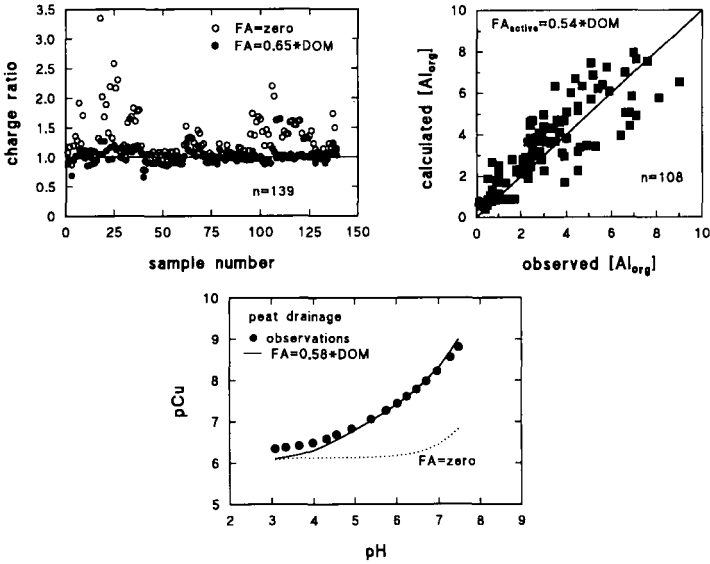 3.5
3.0
2.5
2.0
1.5
1.0
0.5
0
charge ratio
FA=zero
FA=0.65*DOM
n=139
0 25 50 75 100 125 150
sample number
10
8
6
4
2
0
calculated [Al_org]
FA_active=0.54*DOM
n=108
0 2 4 6 8 10
observed [Al_org]
10
9
8
7
6
5
pCu
peat drainage
observations
FA=0.58*DOM
FA=zero
2 3 4 5 6 7 8 9
pH